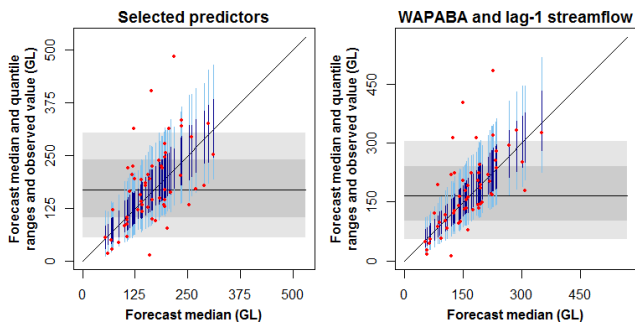 Selected predictors
Forecast median and quantile
ranges and observed value (GL)
500
375
250
125
0
0 125 250 375 500
Forecast median (GL)
WAPABA and lag-1 streamflow
Forecast median and quantile
ranges and observed value (GL)
450
300
150
0
0 150 300 450
Forecast median (GL)